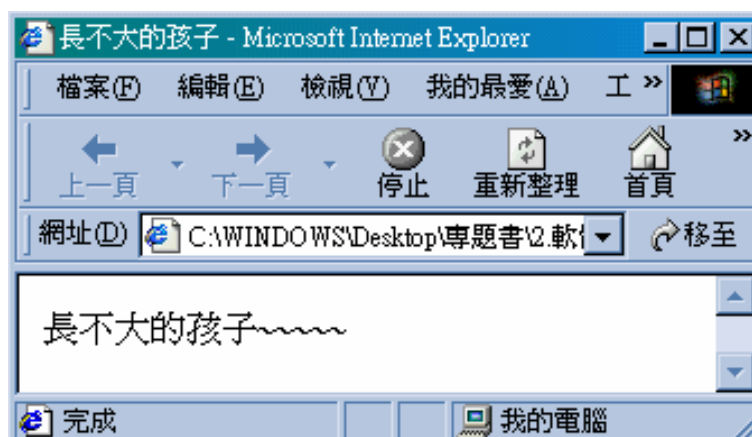 長不大的孩子 - Microsoft Internet Explorer
檔案(F) 編輯(E) 檢視(V) 我的最愛(A) 工 »
上一頁 下一頁 停止 重新整理 首頁 »
網址(D) C:\WINDOWS\Desktop\專題書\2.軟 移至
長不大的孩子~~~~~
完成 我的電腦